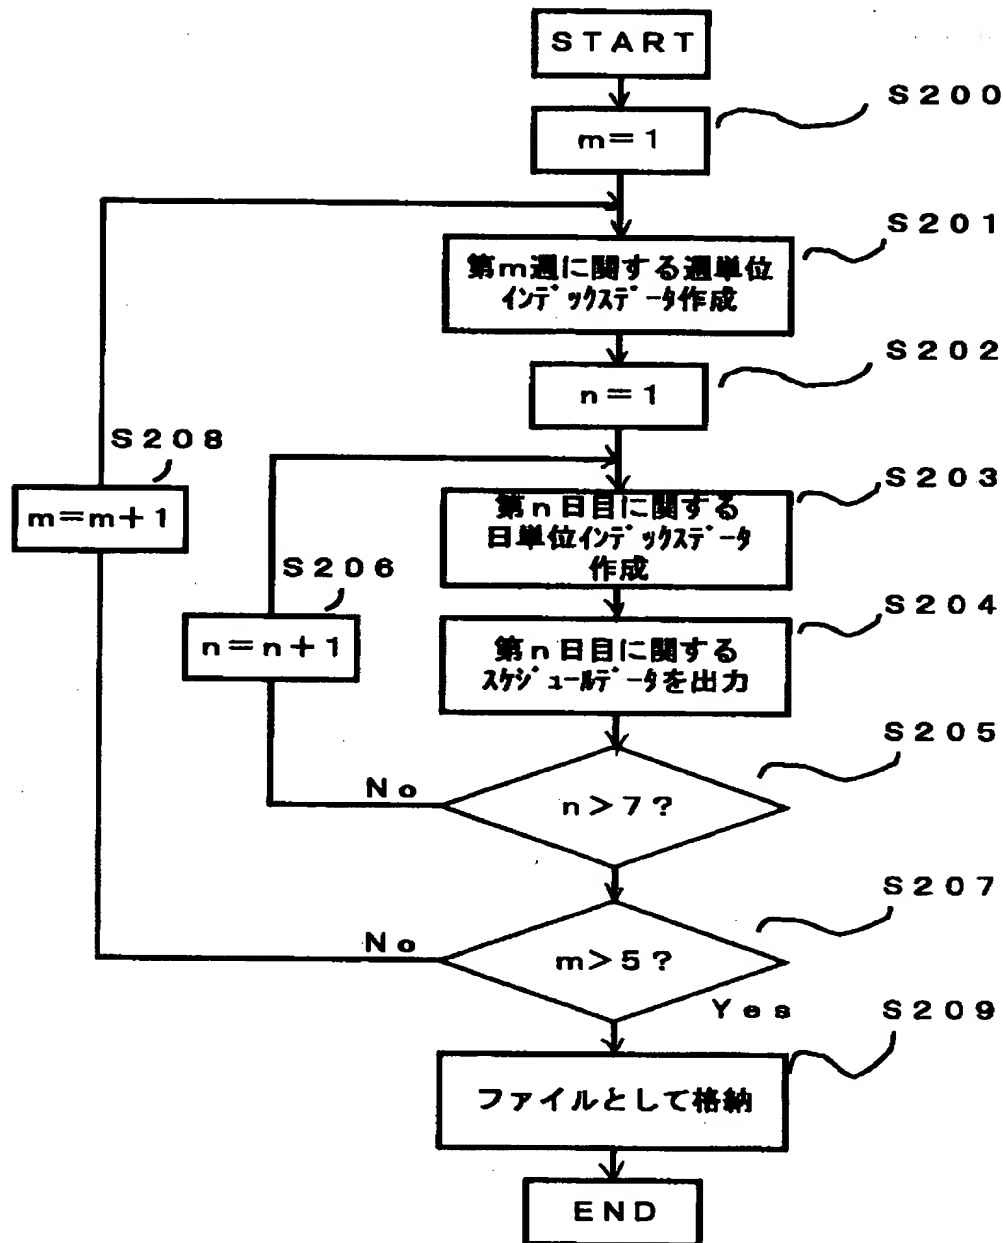 START
S200
m=1
S201
第m週に関する週単位
インデックスデータ作成
S202
n=1
S208
m=m+1
S203
第n日目に関する
日単位インデックスデータ
作成
S206
n=n+1
S204
第n日目に関する
スケジュールデータを出力
S205
No
n>7?
S207
No
m>5?
Yes
S209
ファイルとして格納
END